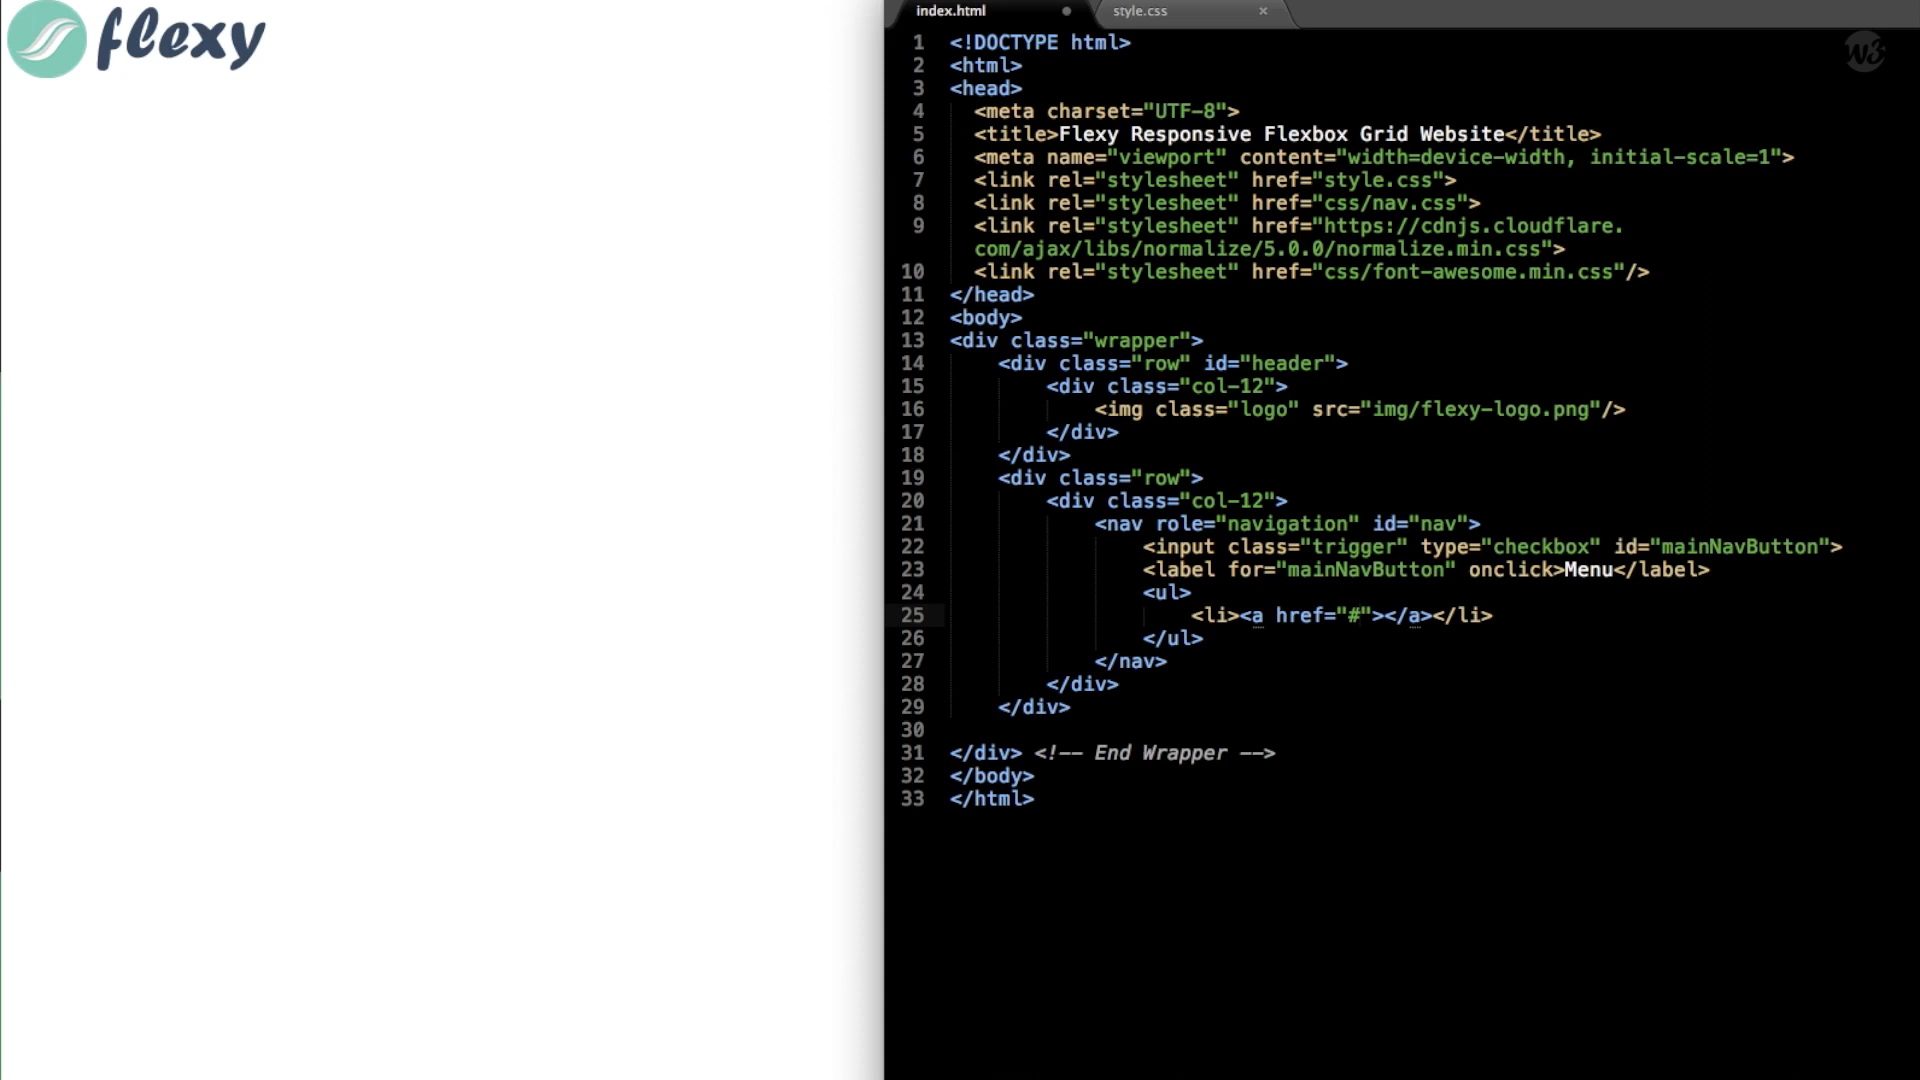 flexy
index.html
style.css
W3
1 <!DOCTYPE html>
2 <html>
3 <head>
4 <meta charset="UTF-8">
5 <title>Flexy Responsive Flexbox Grid Website</title>
6 <meta name="viewport" content="width=device-width, initial-scale=1">
7 <link rel="stylesheet" href="style.css">
8 <link rel="stylesheet" href="css/nav.css">
9 <link rel="stylesheet" href="https://cdnjs.cloudflare.
com/ajax/libs/normalize/5.0.0/normalize.min.css">
10 <link rel="stylesheet" href="css/font-awesome.min.css"/>
11 </head>
12 <body>
13 <div class="wrapper">
14 <div class="row" id="header">
15 <div class="col-12">
16 <img class="logo" src="img/flexy-logo.png"/>
17 </div>
18 </div>
19 <div class="row">
20 <div class="col-12">
21 <nav role="navigation" id="nav">
22 <input class="trigger" type="checkbox" id="mainNavButton">
23 <label for="mainNavButton" onclick>Menu</label>
24 <ul>
25 <li><a href="#"></a></li>
26 </ul>
27 </nav>
28 </div>
29 </div>
30
31 </div> <!-- End Wrapper -->
32 </body>
33 </html>